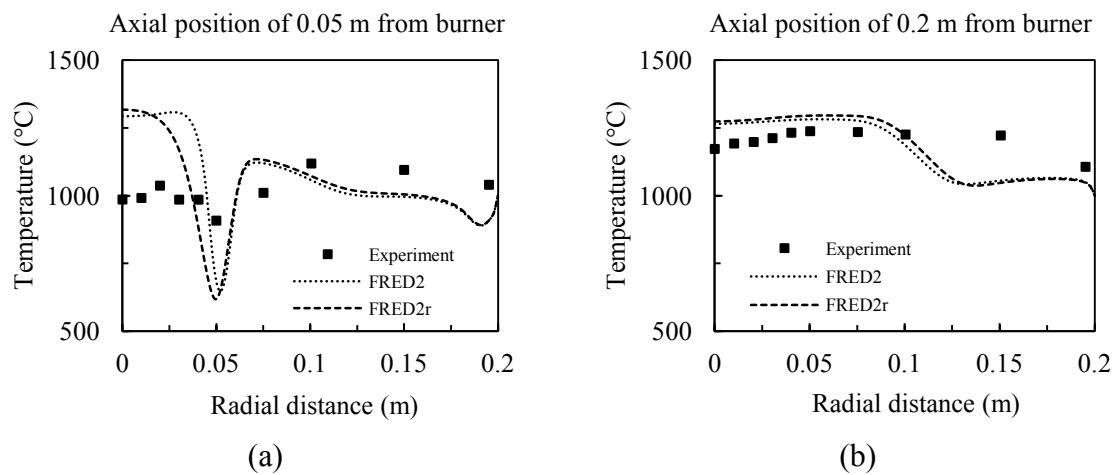 Axial position of 0.05 m from burner
1500
1000
500
Temperature (°C)
Experiment
FRED2
FRED2r
0 0.05 0.1 0.15 0.2
Radial distance (m)
(a)
Axial position of 0.2 m from burner
1500
1000
500
Temperature (°C)
Experiment
FRED2
FRED2r
0 0.05 0.1 0.15 0.2
Radial distance (m)
(b)